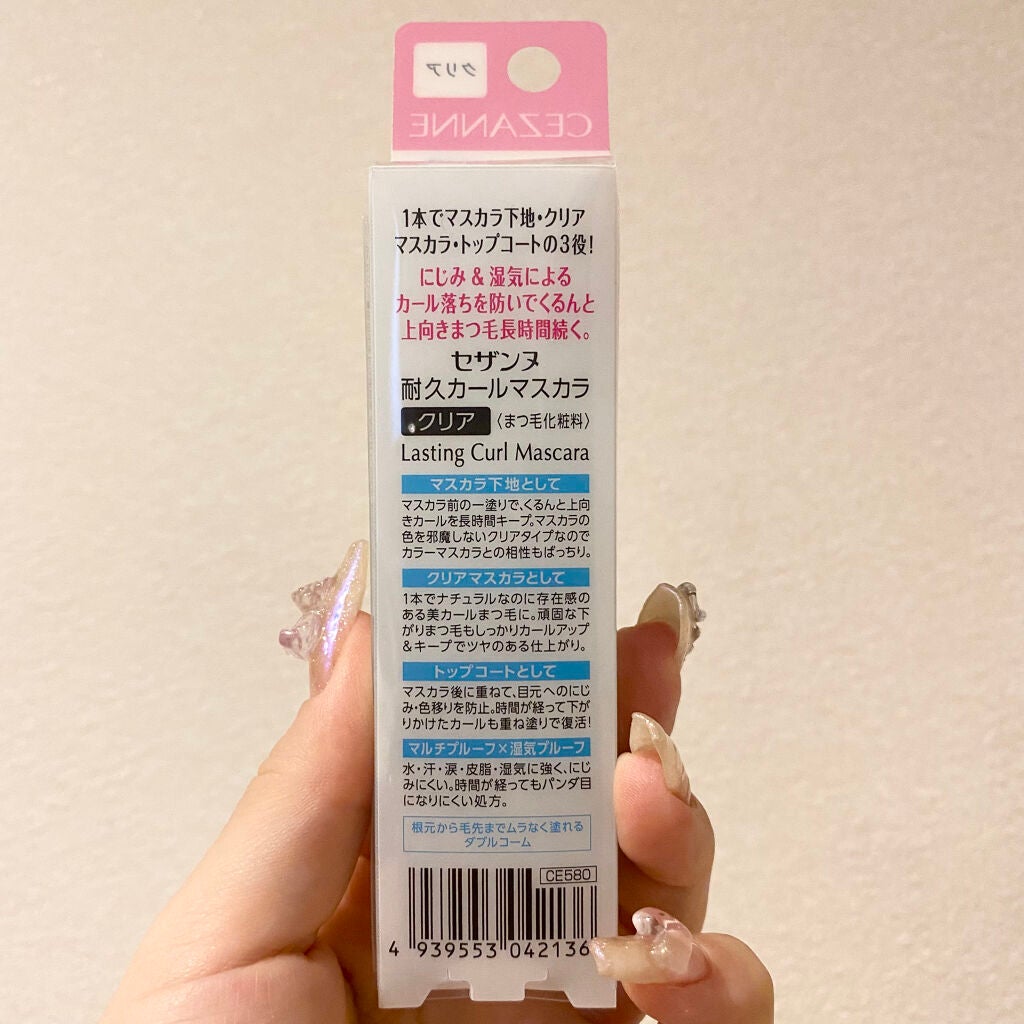 クリア
CEZANNE
1本でマスカラ下地・クリア
マスカラ・トップコートの3役!
にじみ&湿気による
カール落ちを防いでくるんと
上向きまつ毛長時間続く。
セザンヌ
耐久カールマスカラ
クリア〈まつ毛化粧料〉
Lasting Curl Mascara
マスカラ下地として
マスカラ前の一塗りで、くるんと上向
きカールを長時間キープ。マスカラの
色を邪魔しないクリアタイプなので
カラーマスカラとの相性もばっちり。
クリアマスカラとして
1本でナチュラルなのに存在感の
ある美カールまつ毛に。頑固な下
がりまつ毛もしっかりカールアップ
&キープでツヤのある仕上がり。
トップコートとして
マスカラ後に重ねて、目元へのにじ
み・色移りを防止。時間が経って下が
りかけたカールも重ね塗りで復活!
マルチプルーフ×湿気プルーフ
水・汗・涙・皮脂・湿気に強く、にじ
みにくい。時間が経ってもパンダ目
になりにくい処方。
根元から毛先までムラなく塗れる
ダブルコーム
CE580
4 939553 042136